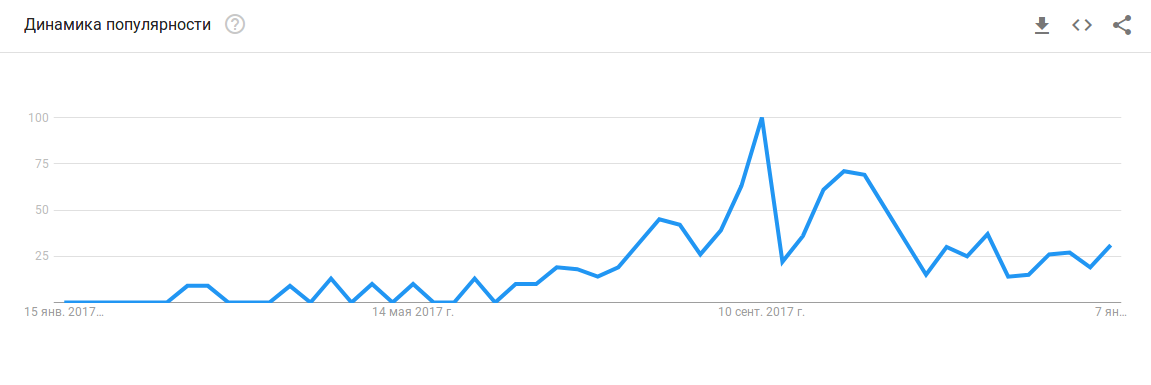 Динамика популярности ?
100
75
50
25
15 янв. 2017…
14 мая 2017 г.
10 сент. 2017 г.
7 ян…